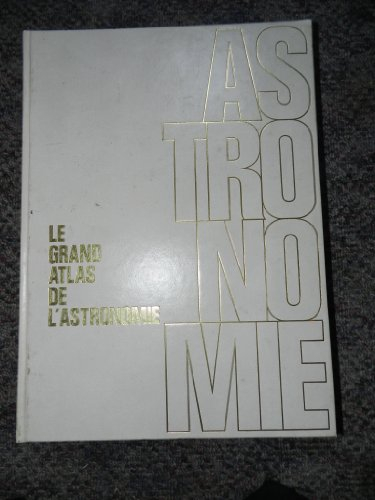 AS
TRO
NO
MIE
LE
GRAND
ATLAS
DE
L'ASTRONOMIE